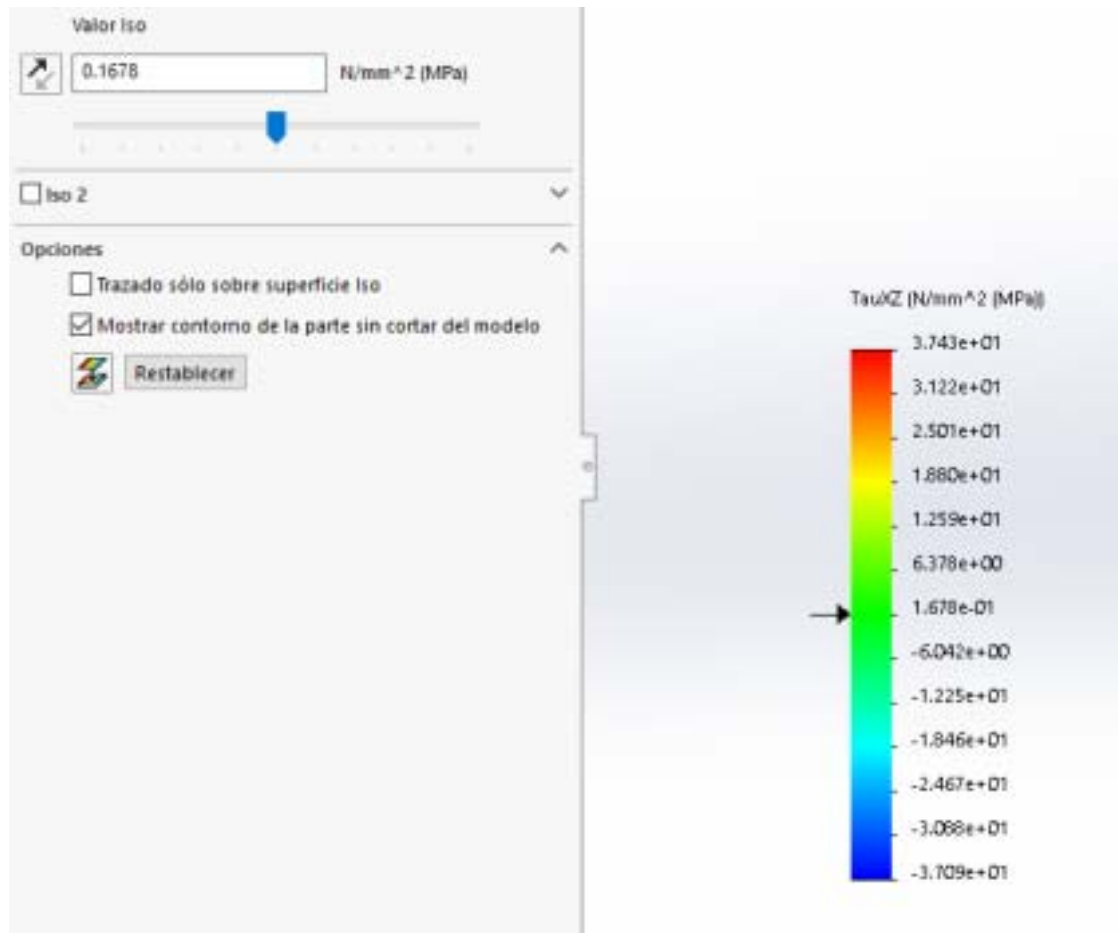 Valor Iso
0.1678 N/mm^2 (MPa)
Iso 2
Opciones
Trazado sólo sobre superficie Iso
Mostrar contorno de la parte sin cortar del modelo
Restablecer
TauXZ (N/mm^2 (MPa))
3.743e+01
3.122e+01
2.501e+01
1.880e+01
1.259e+01
6.378e+00
1.678e-01
-6.042e+00
-1.225e+01
-1.846e+01
-2.467e+01
-3.088e+01
-3.709e+01